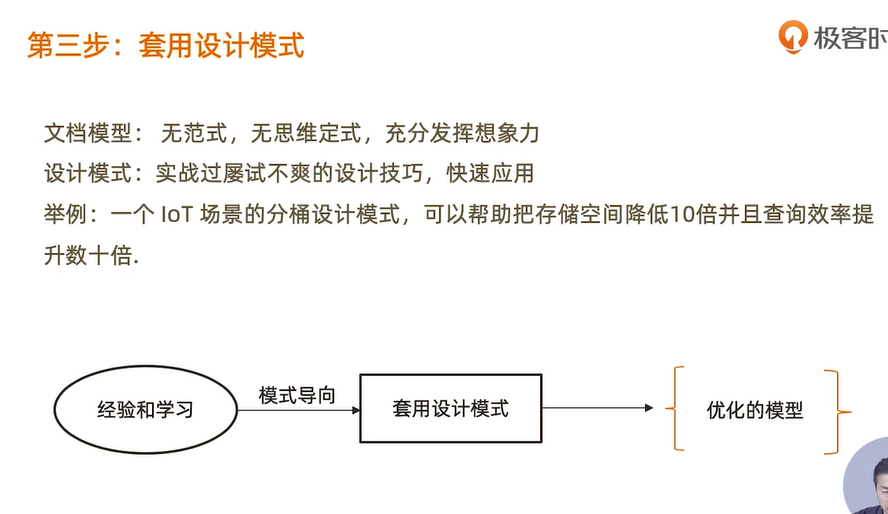 第三步：套用设计模式
极客时
文档模型： 无范式，无思维定式，充分发挥想象力
设计模式：实战过屡试不爽的设计技巧，快速应用
举例：一个 IoT 场景的分桶设计模式，可以帮助把存储空间降低10倍并且查询效率提
升数十倍.
经验和学习
模式导向
套用设计模式
优化的模型